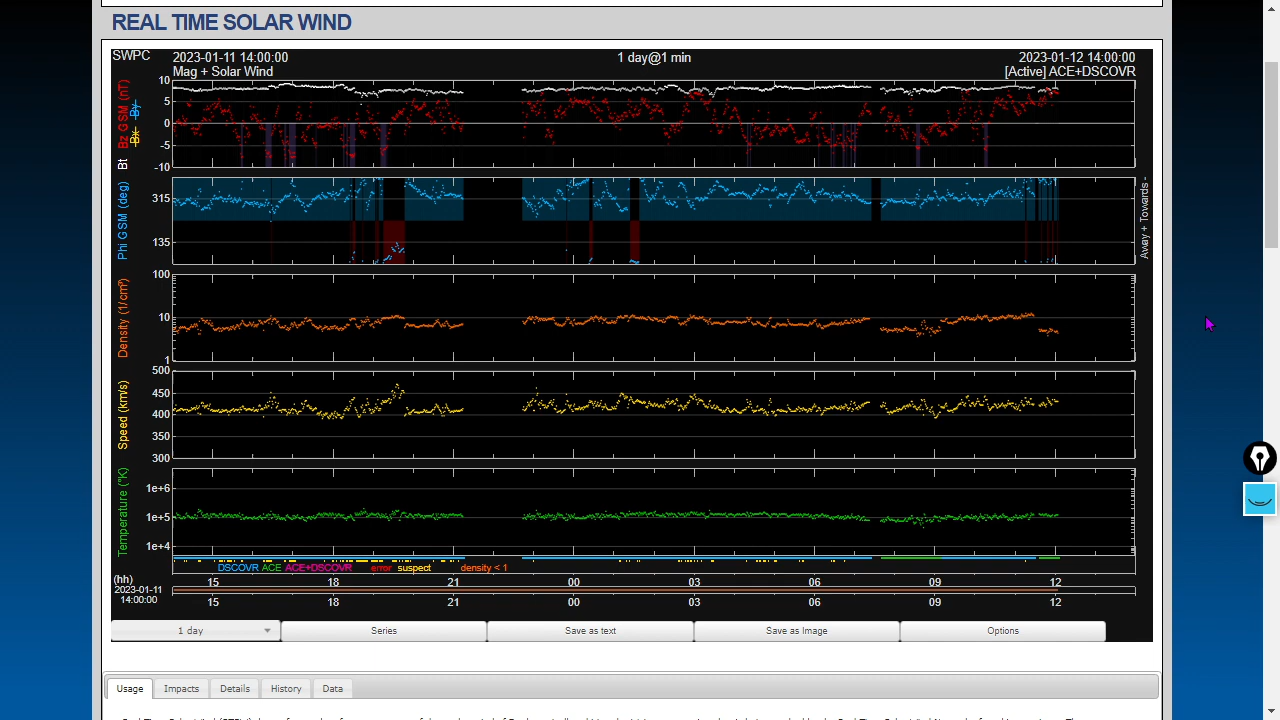 REAL TIME SOLAR WIND
SWPC 2023-01-11 14:00:00 1 day@1 min 2023-01-12 14:00:00
Mag + Solar Wind [Active] ACE+DSCOVR
Bt Bz GSM (nT)
Bx By
10
5
0
-5
-10
Phi GSM (deg)
315
135
Away + Towards -
Density (1/cm³)
100
10
1
Speed (km/s)
500
450
400
350
300
Temperature (°K)
1e+6
1e+5
1e+4
DSCOVR ACE ACE+DSCOVR error suspect density < 1
(hh) 15 18 21 00 03 06 09 12
2023-01-11
14:00:00 15 18 21 00 03 06 09 12
1 day Series Save as text Save as Image Options
Usage Impacts Details History Data